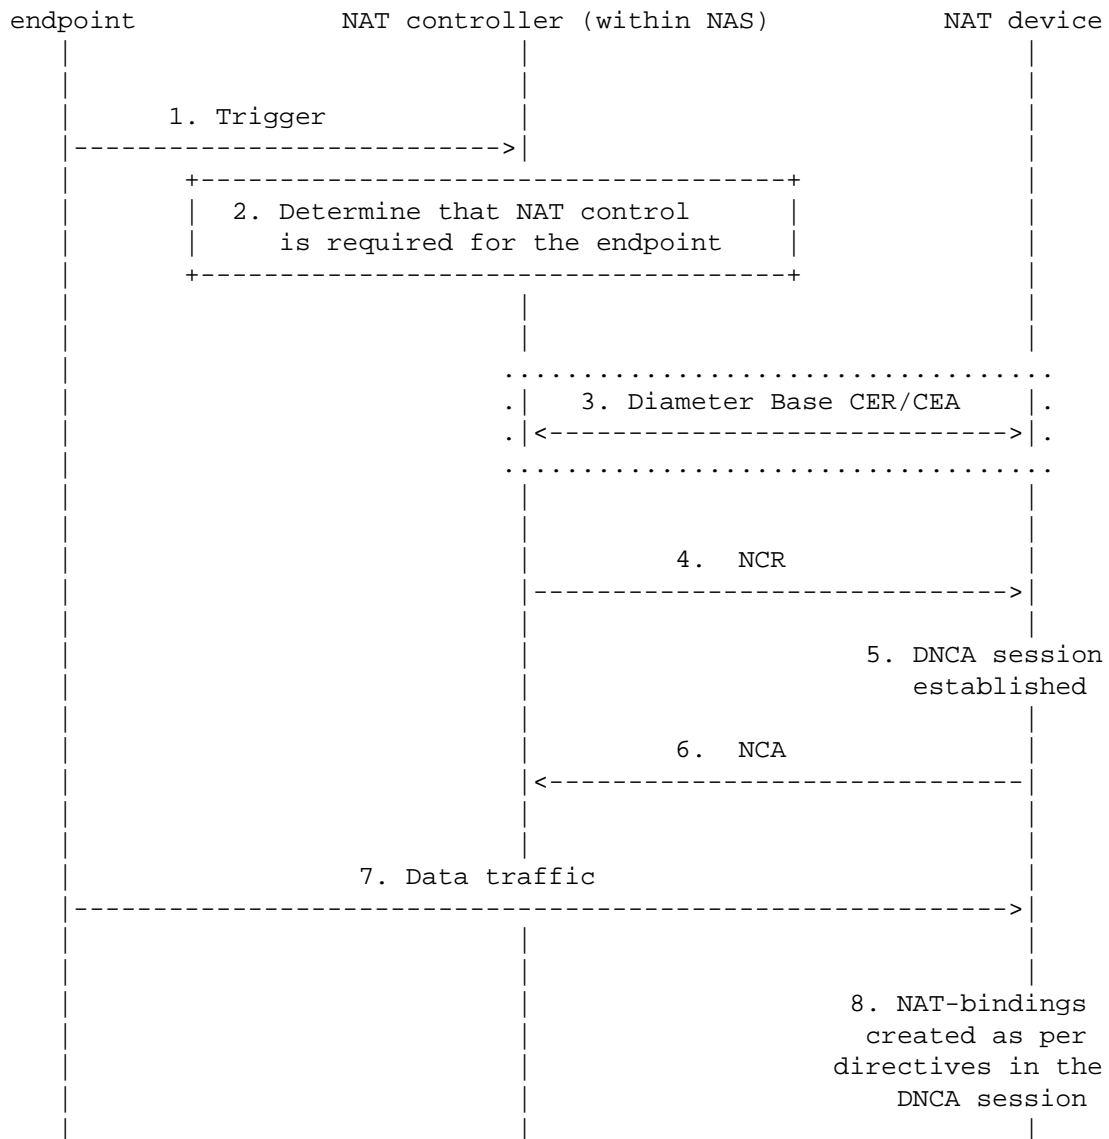 endpoint NAT controller (within NAS) NAT device
1. Trigger
2. Determine that NAT control
is required for the endpoint
3. Diameter Base CER/CEA
4. NCR
5. DNCA session
established
6. NCA
7. Data traffic
8. NAT-bindings
created as per
directives in the
DNCA session